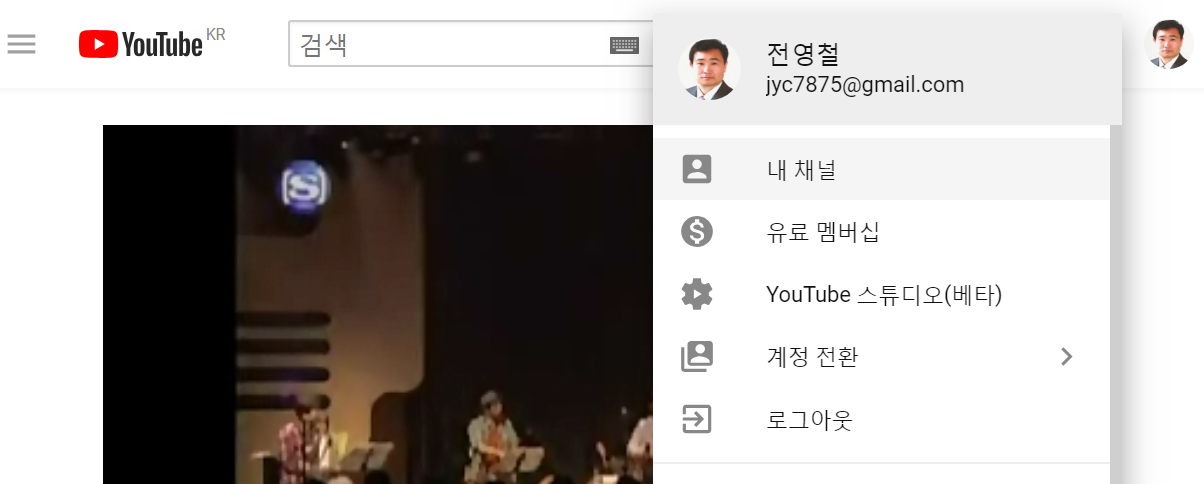 YouTube KR
검색
전영철
jyc7875@gmail.com
내 채널
유료 멤버십
YouTube 스튜디오(베타)
계정 전환
로그아웃
S